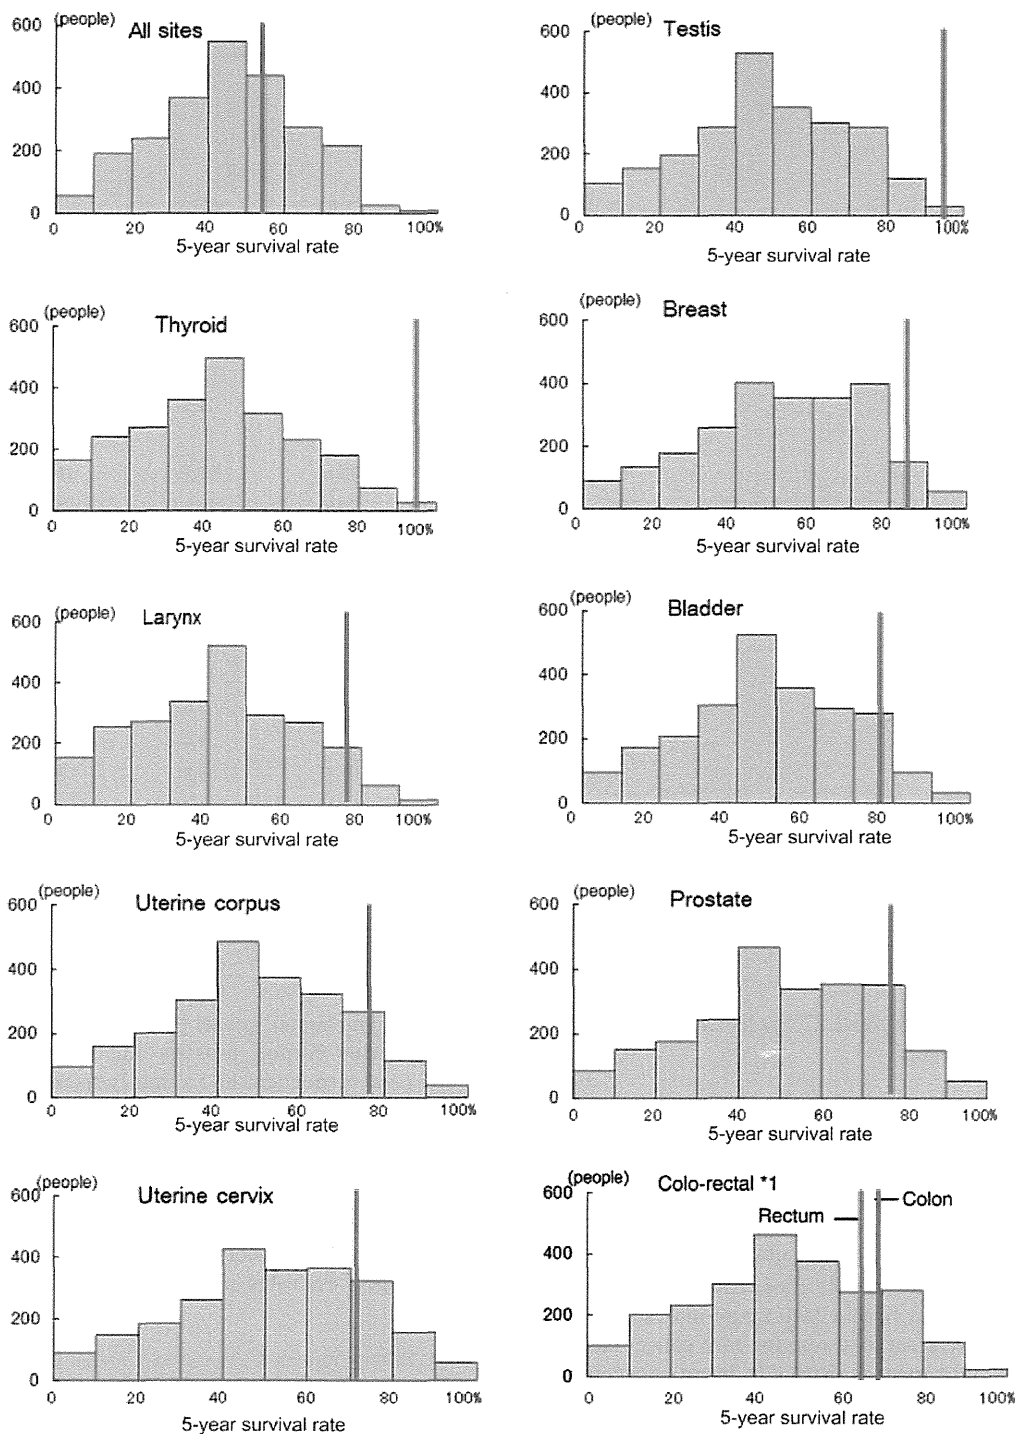 (people)
All sites
600
400
200
0
0 20 40 60 80 100%
5-year survival rate
(people)
Testis
600
400
200
0
0 20 40 60 80 100%
5-year survival rate
(people)
Thyroid
600
400
200
0
0 20 40 60 80 100%
5-year survival rate
(people)
Breast
600
400
200
0
0 20 40 60 80 100%
5-year survival rate
(people)
Larynx
600
400
200
0
0 20 40 60 80 100%
5-year survival rate
(people)
Bladder
600
400
200
0
0 20 40 60 80 100%
5-year survival rate
(people)
Uterine corpus
600
400
200
0
0 20 40 60 80 100%
5-year survival rate
(people)
Prostate
600
400
200
0
0 20 40 60 80 100%
5-year survival rate
(people)
Uterine cervix
600
400
200
0
0 20 40 60 80 100%
5-year survival rate
(people)
Colo-rectal *1
Rectum
Colon
600
400
200
0
0 20 40 60 80 100%
5-year survival rate